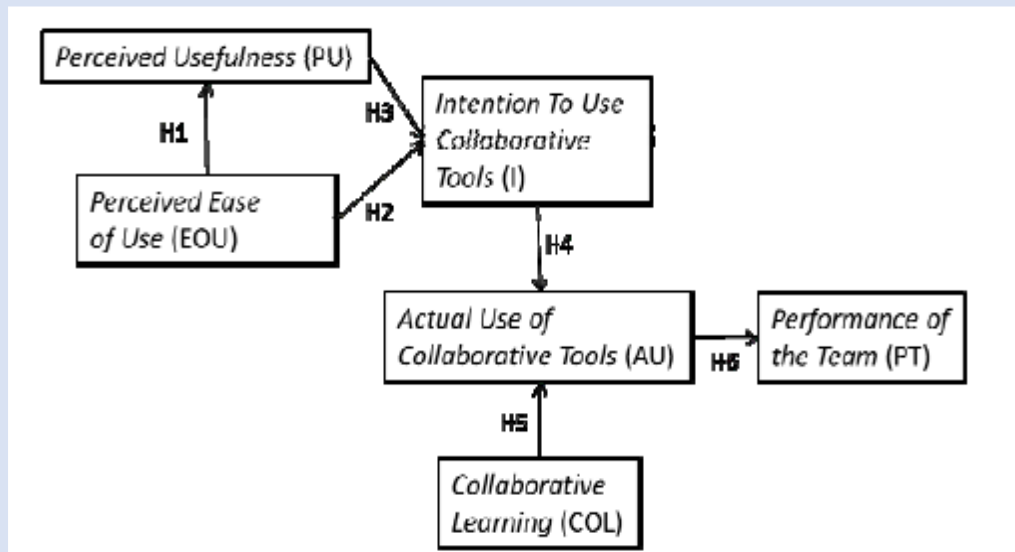 Perceived Usefulness (PU)
H1
H3
Intention To Use
Collaborative
Tools (I)
Perceived Ease
of Use (EOU)
H2
H4
Actual Use of
Collaborative Tools (AU)
H6
Performance of
the Team (PT)
H5
Collaborative
Learning (COL)